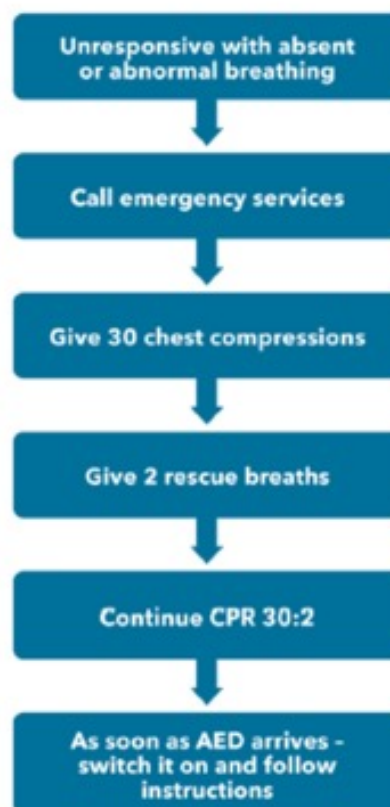 Unresponsive with absent
or abnormal breathing
Call emergency services
Give 30 chest compressions
Give 2 rescue breaths
Continue CPR 30:2
As soon as AED arrives -
switch it on and follow
instructions